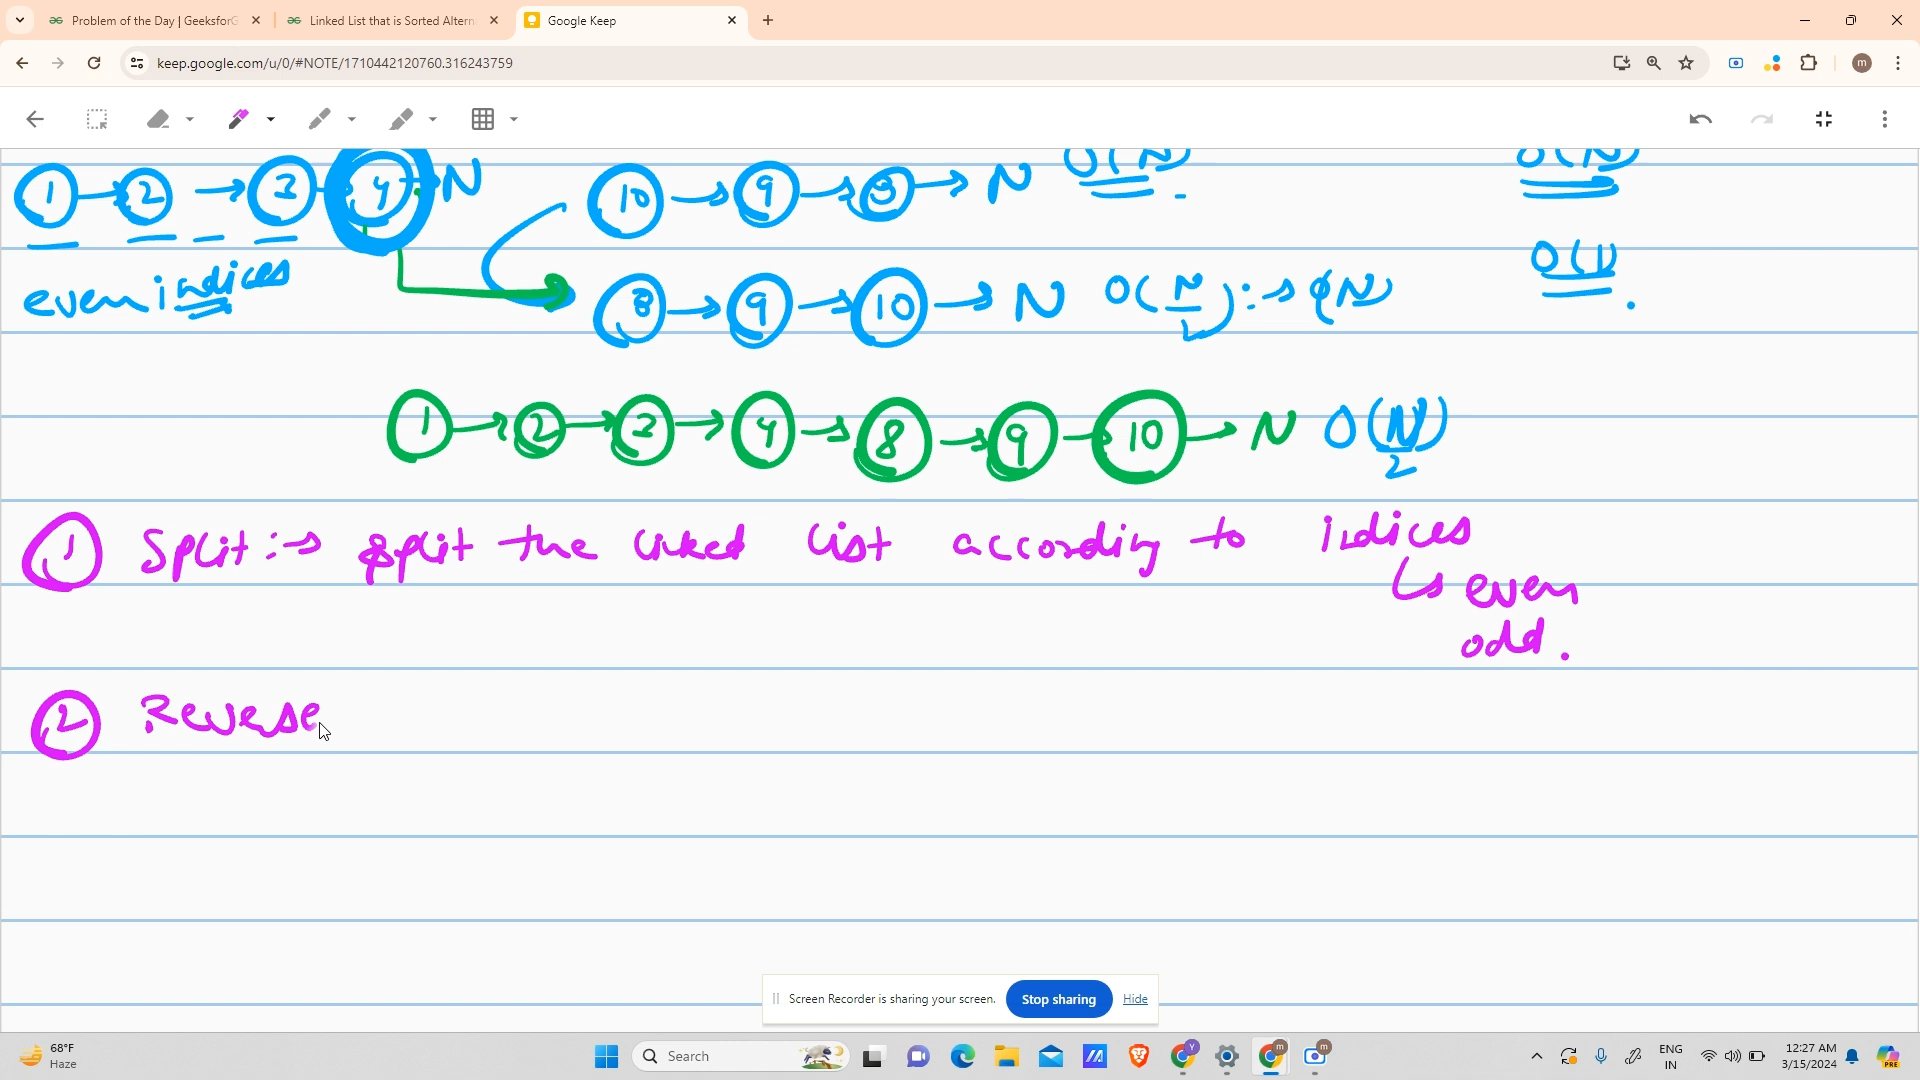 Problem of the Day | GeeksforG
Linked List that is Sorted Altern
Google Keep
keep.google.com/u/0/#NOTE/1710442120760.316243759
m
1 → 2 → 3 → 4 → N
10 → 9 → 8 → N
O(N)
O(N)
even indices
8 → 9 → 10 → N
O(1)
1 → 2 → 3 → 4 → 8 → 9 → 10 → N O(N/2)
1 Split :→ split the linked list according to indices
↳ even
odd.
2 Reverse
Screen Recorder is sharing your screen.
Stop sharing
Hide
68°F
Haze
Search
ENG
IN
12:27 AM
3/15/2024